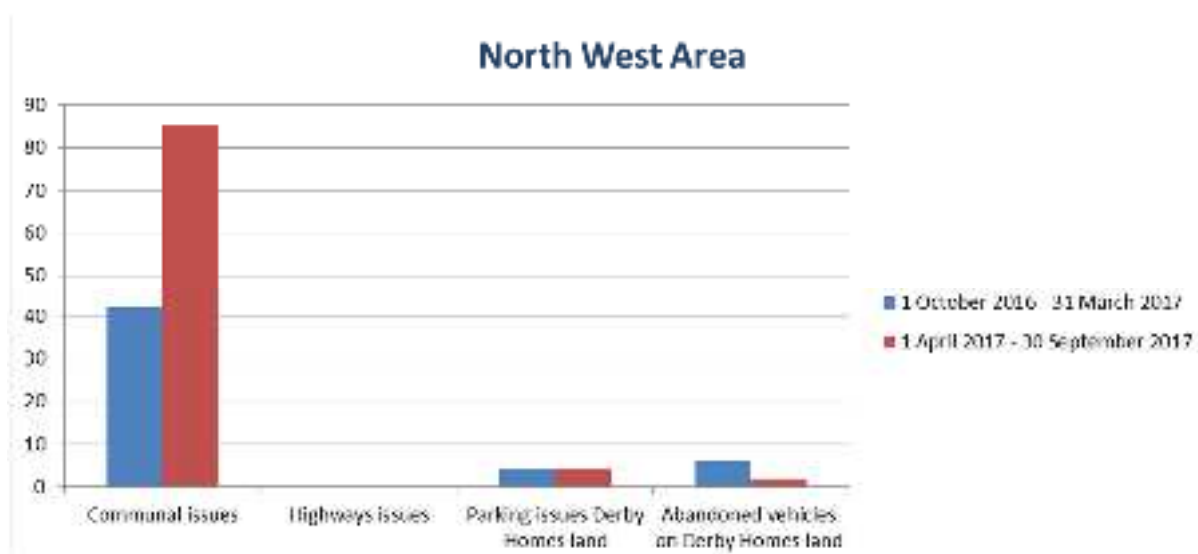 North West Area
90
80
70
60
50
40
30
20
10
0
Communal issues
Highways issues
Parking issues Derby
Homes land
Abandoned vehicles
on Derby Homes land
1 October 2016 - 31 March 2017
1 April 2017 - 30 September 2017